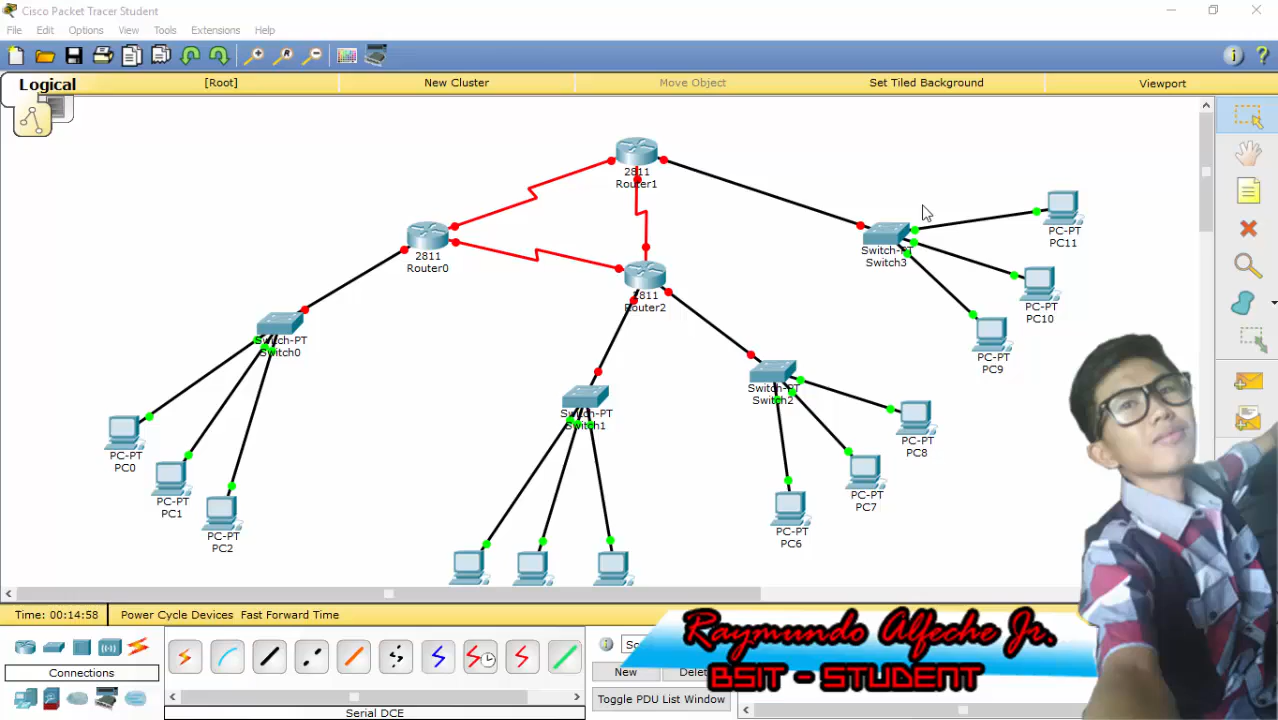 Cisco Packet Tracer Student
File Edit Options View Tools Extensions Help
Logical [Root] New Cluster Move Object Set Tiled Background Viewport
2811
Router1
2811
Router0
2811
Router2
Switch-PT
Switch3
PC-PT
PC11
PC-PT
PC10
PC-PT
PC9
Switch-PT
Switch0
Switch-PT
Switch2
Switch-PT
Switch1
PC-PT
PC8
PC-PT
PC0
PC-PT
PC7
PC-PT
PC1
PC-PT
PC6
PC-PT
PC2
Time: 00:14:58 Power Cycle Devices Fast Forward Time
Raymundo Alfeche Jr.
BSIT - STUDENT
Connections
New
Toggle PDU List Window
Serial DCE